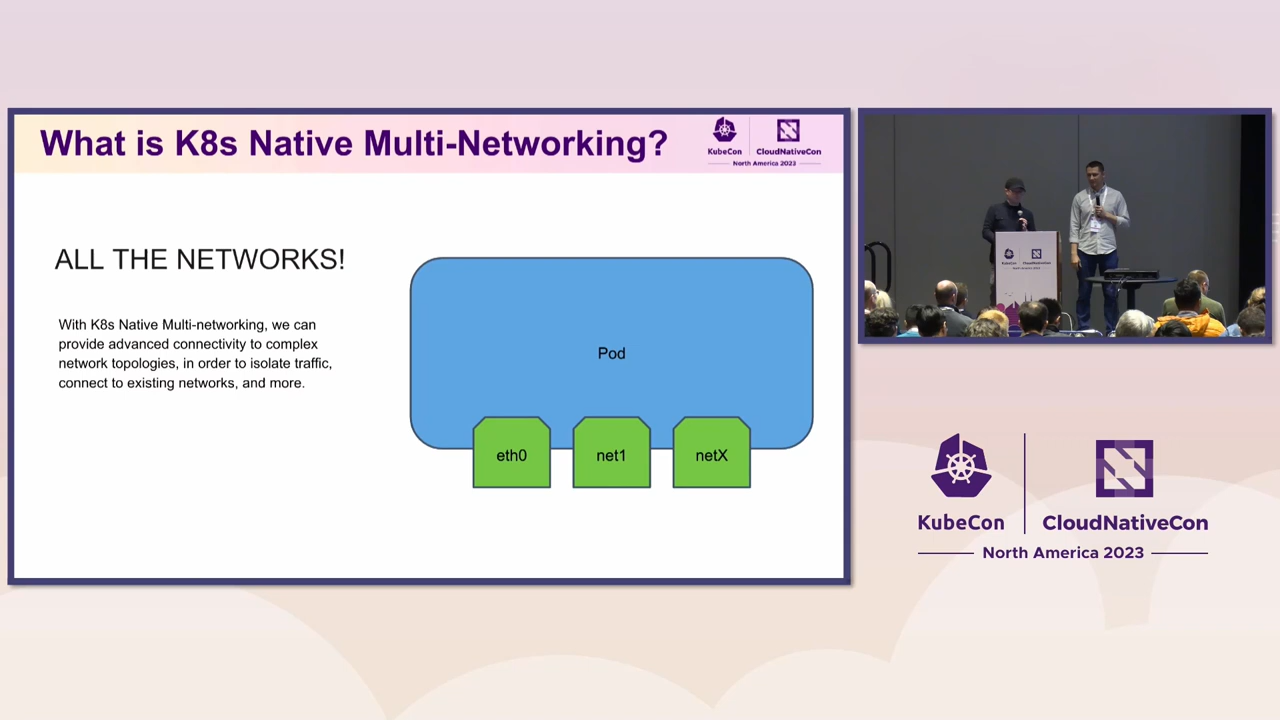 What is K8s Native Multi-Networking?
KubeCon
CloudNativeCon
North America 2023
ALL THE NETWORKS!
With K8s Native Multi-networking, we can
provide advanced connectivity to complex
network topologies, in order to isolate traffic,
connect to existing networks, and more.
Pod
eth0
net1
netX
KubeCon
CloudNativeCon
North America 2023